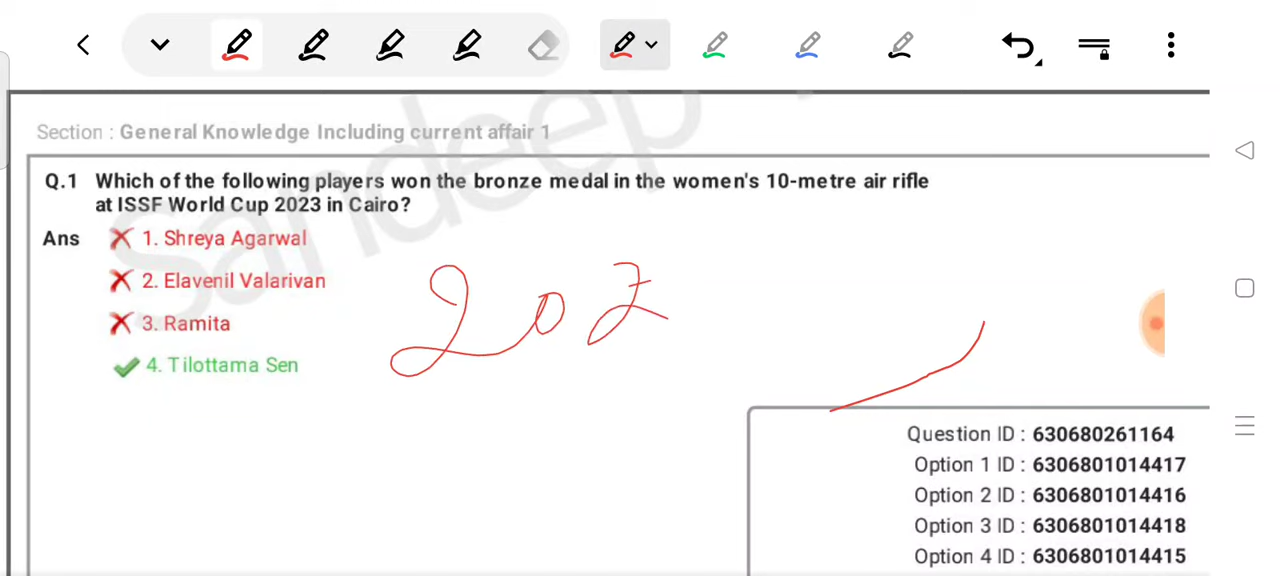 Section : General Knowledge Including current affair 1
Q.1 Which of the following players won the bronze medal in the women's 10-metre air rifle
at ISSF World Cup 2023 in Cairo?
Ans 1. Shreya Agarwal
2. Elavenil Valarivan
3. Ramita
4. Tilottama Sen
Question ID : 630680261164
Option 1 ID : 6306801014417
Option 2 ID : 6306801014416
Option 3 ID : 6306801014418
Option 4 ID : 6306801014415
Sandeep